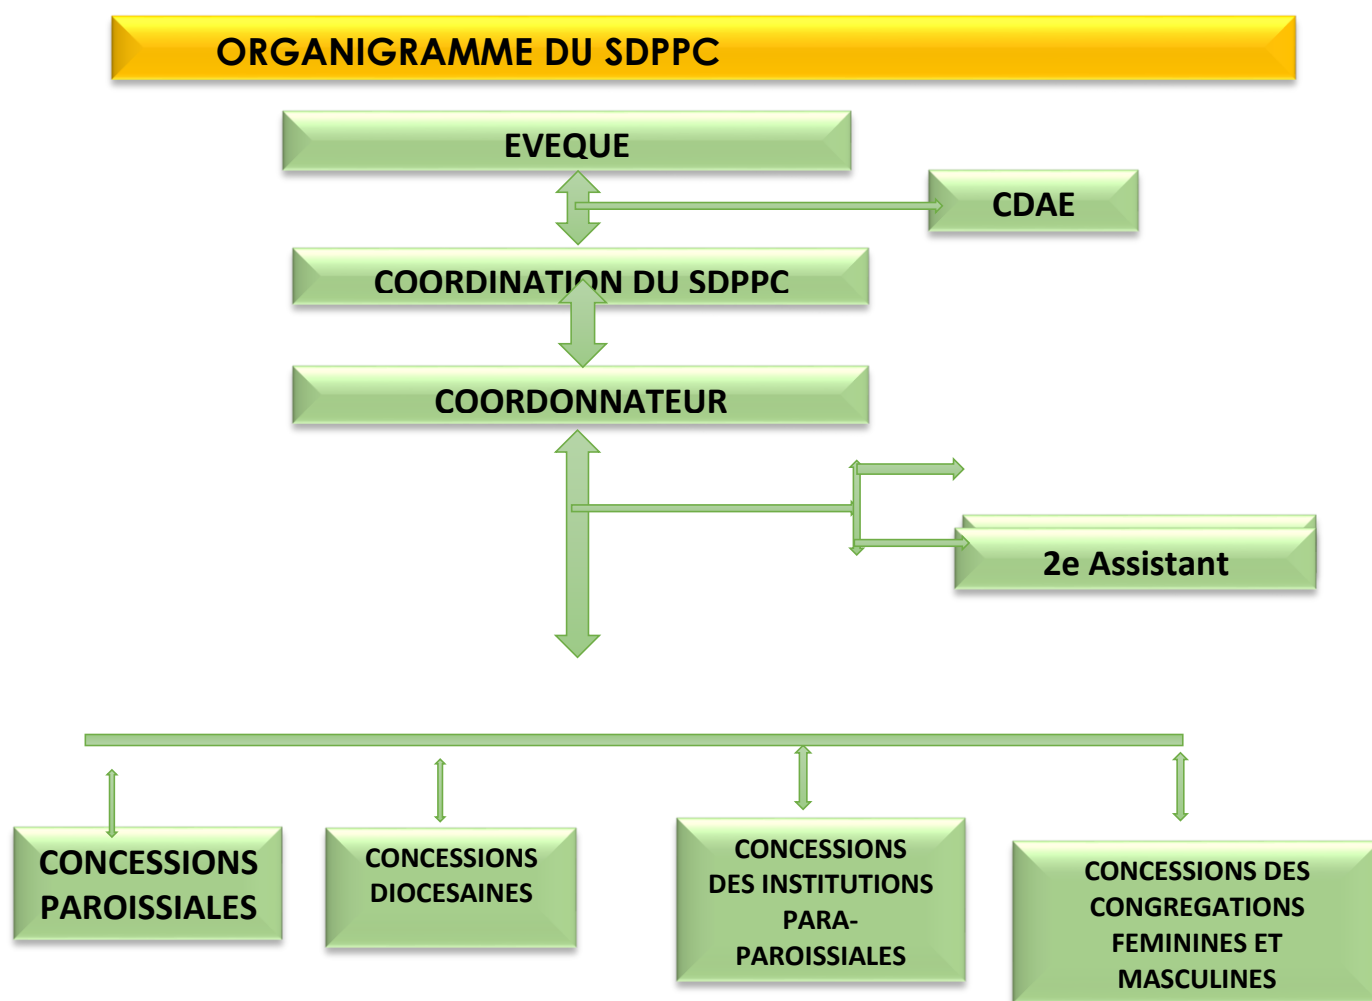 ORGANIGRAMME DU SDPPC
EVEQUE
CDAE
COORDINATION DU SDPPC
COORDONNATEUR
2e Assistant
CONCESSIONS
PAROISSIALES
CONCESSIONS
DIOCESAINES
CONCESSIONS
DES INSTITUTIONS
PARA-
PAROISSIALES
CONCESSIONS DES
CONGREGATIONS
FEMININES ET
MASCULINES